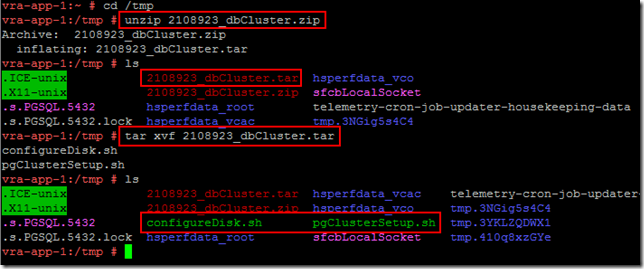 vra-app-1:~ # cd /tmp
vra-app-1:/tmp # unzip 2108923_dbCluster.zip
Archive:  2108923_dbCluster.zip
  inflating: 2108923_dbCluster.tar
vra-app-1:/tmp # ls
.ICE-unix 2108923_dbCluster.tar hsperfdata_vco
.X11-unix 2108923_dbCluster.zip sfcbLocalSocket
.s.PGSQL.5432 hsperfdata_root telemetry-cron-job-updater-housekeeping-data
.s.PGSQL.5432.lock hsperfdata_vcac tmp.3NGig5s4C4
vra-app-1:/tmp # tar xvf 2108923_dbCluster.tar
configureDisk.sh
pgClusterSetup.sh
vra-app-1:/tmp # ls
.ICE-unix 2108923_dbCluster.tar hsperfdata_vcac telemetry-cron-job-updater-
.X11-unix 2108923_dbCluster.zip hsperfdata_vco tmp.3NGig5s4C4
.s.PGSQL.5432 configureDisk.sh pgClusterSetup.sh tmp.3YKLZQDWX1
.s.PGSQL.5432.lock hsperfdata_root sfcbLocalSocket tmp.410q8xzGYe
vra-app-1:/tmp #